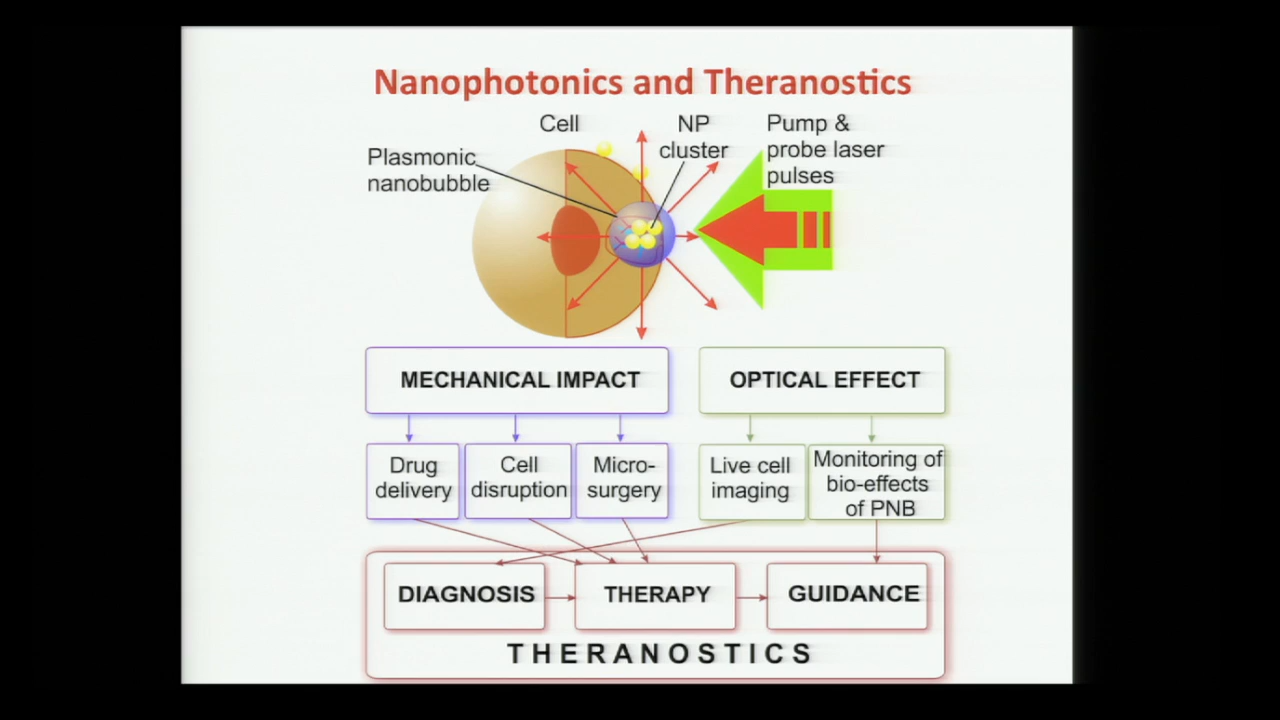 Nanophotonics and Theranostics
Cell
NP
cluster
Pump &
probe laser
pulses
Plasmonic
nanobubble
MECHANICAL IMPACT
OPTICAL EFFECT
Drug
delivery
Cell
disruption
Micro-
surgery
Live cell
imaging
Monitoring of
bio-effects
of PNB
DIAGNOSIS
THERAPY
GUIDANCE
THERANOSTICS